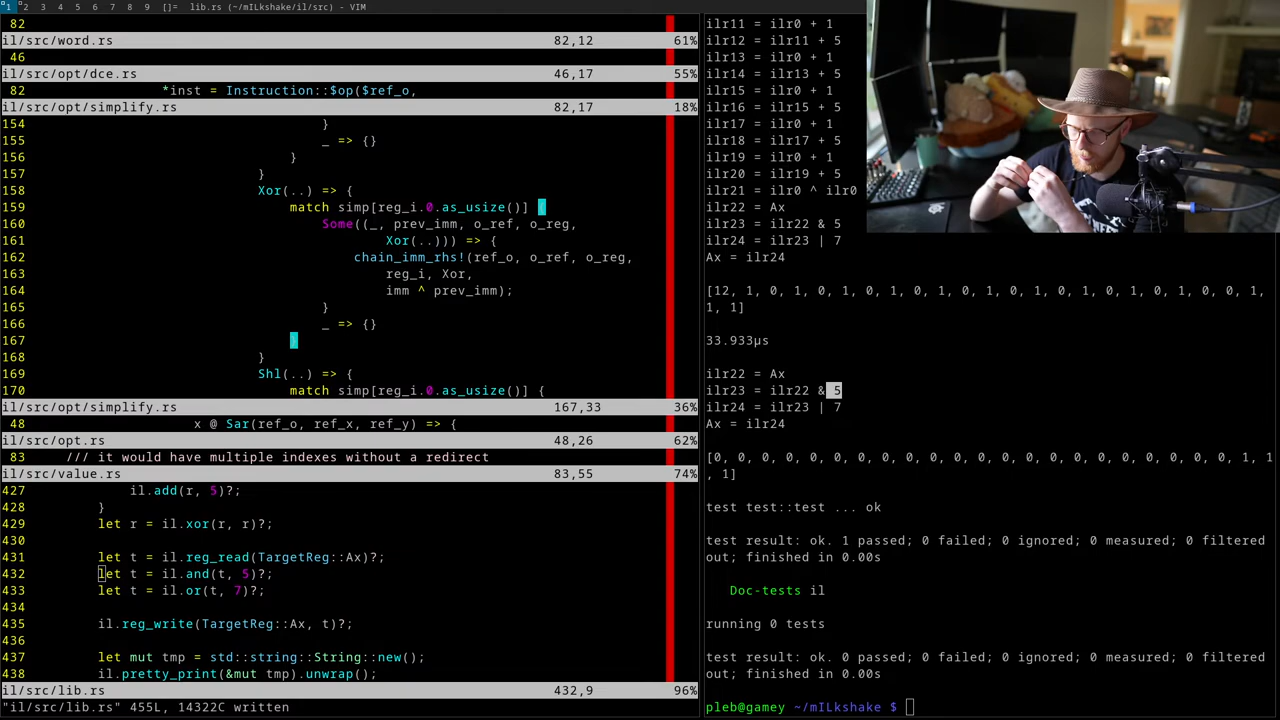 1 2 3 4 5 6 7 8 9 []= lib.rs (~/mILkshake/il/src) - VIM
82
il/src/word.rs 82,12 61%
46
il/src/opt/dce.rs 46,17 55%
82 *inst = Instruction::$op($ref_o,
il/src/opt/simplify.rs 82,17 18%
154 }
155 _ => {}
156 }
157 }
158 Xor(..) => {
159 match simp[reg_i.0.as_usize()] {
160 Some((_, prev_imm, o_ref, o_reg,
161 Xor(..))) => {
162 chain_imm_rhs!(ref_o, o_ref, o_reg,
163 reg_i, Xor,
164 imm ^ prev_imm);
165 }
166 _ => {}
167 }
168 }
169 Shl(..) => {
170 match simp[reg_i.0.as_usize()] {
il/src/opt/simplify.rs 167,33 36%
48 x @ Sar(ref_o, ref_x, ref_y) => {
il/src/opt.rs 48,26 62%
83 /// it would have multiple indexes without a redirect
il/src/value.rs 83,55 74%
427 il.add(r, 5)?;
428 }
429 let r = il.xor(r, r)?;
430
431 let t = il.reg_read(TargetReg::Ax)?;
432 let t = il.and(t, 5)?;
433 let t = il.or(t, 7)?;
434
435 il.reg_write(TargetReg::Ax, t)?;
436
437 let mut tmp = std::string::String::new();
438 il.pretty_print(&mut tmp).unwrap();
il/src/lib.rs 432,9 96%
"il/src/lib.rs" 455L, 14322C written
ilr11 = ilr0 + 1
ilr12 = ilr11 + 5
ilr13 = ilr0 + 1
ilr14 = ilr13 + 5
ilr15 = ilr0 + 1
ilr16 = ilr15 + 5
ilr17 = ilr0 + 1
ilr18 = ilr17 + 5
ilr19 = ilr0 + 1
ilr20 = ilr19 + 5
ilr21 = ilr0 ^ ilr0
ilr22 = Ax
ilr23 = ilr22 & 5
ilr24 = ilr23 | 7
Ax = ilr24
[12, 1, 0, 1, 0, 1, 0, 1, 0, 1, 0, 1, 0, 1, 0, 1, 0, 1, 0, 1, 0, 0, 1,
1, 1]
33.933µs
ilr22 = Ax
ilr23 = ilr22 & 5
ilr24 = ilr23 | 7
Ax = ilr24
[0, 0, 0, 0, 0, 0, 0, 0, 0, 0, 0, 0, 0, 0, 0, 0, 0, 0, 0, 0, 0, 0, 1, 1
, 1]
test test::test ... ok
test result: ok. 1 passed; 0 failed; 0 ignored; 0 measured; 0 filtered
out; finished in 0.00s
Doc-tests il
running 0 tests
test result: ok. 0 passed; 0 failed; 0 ignored; 0 measured; 0 filtered
out; finished in 0.00s
pleb@gamey ~/mILkshake $